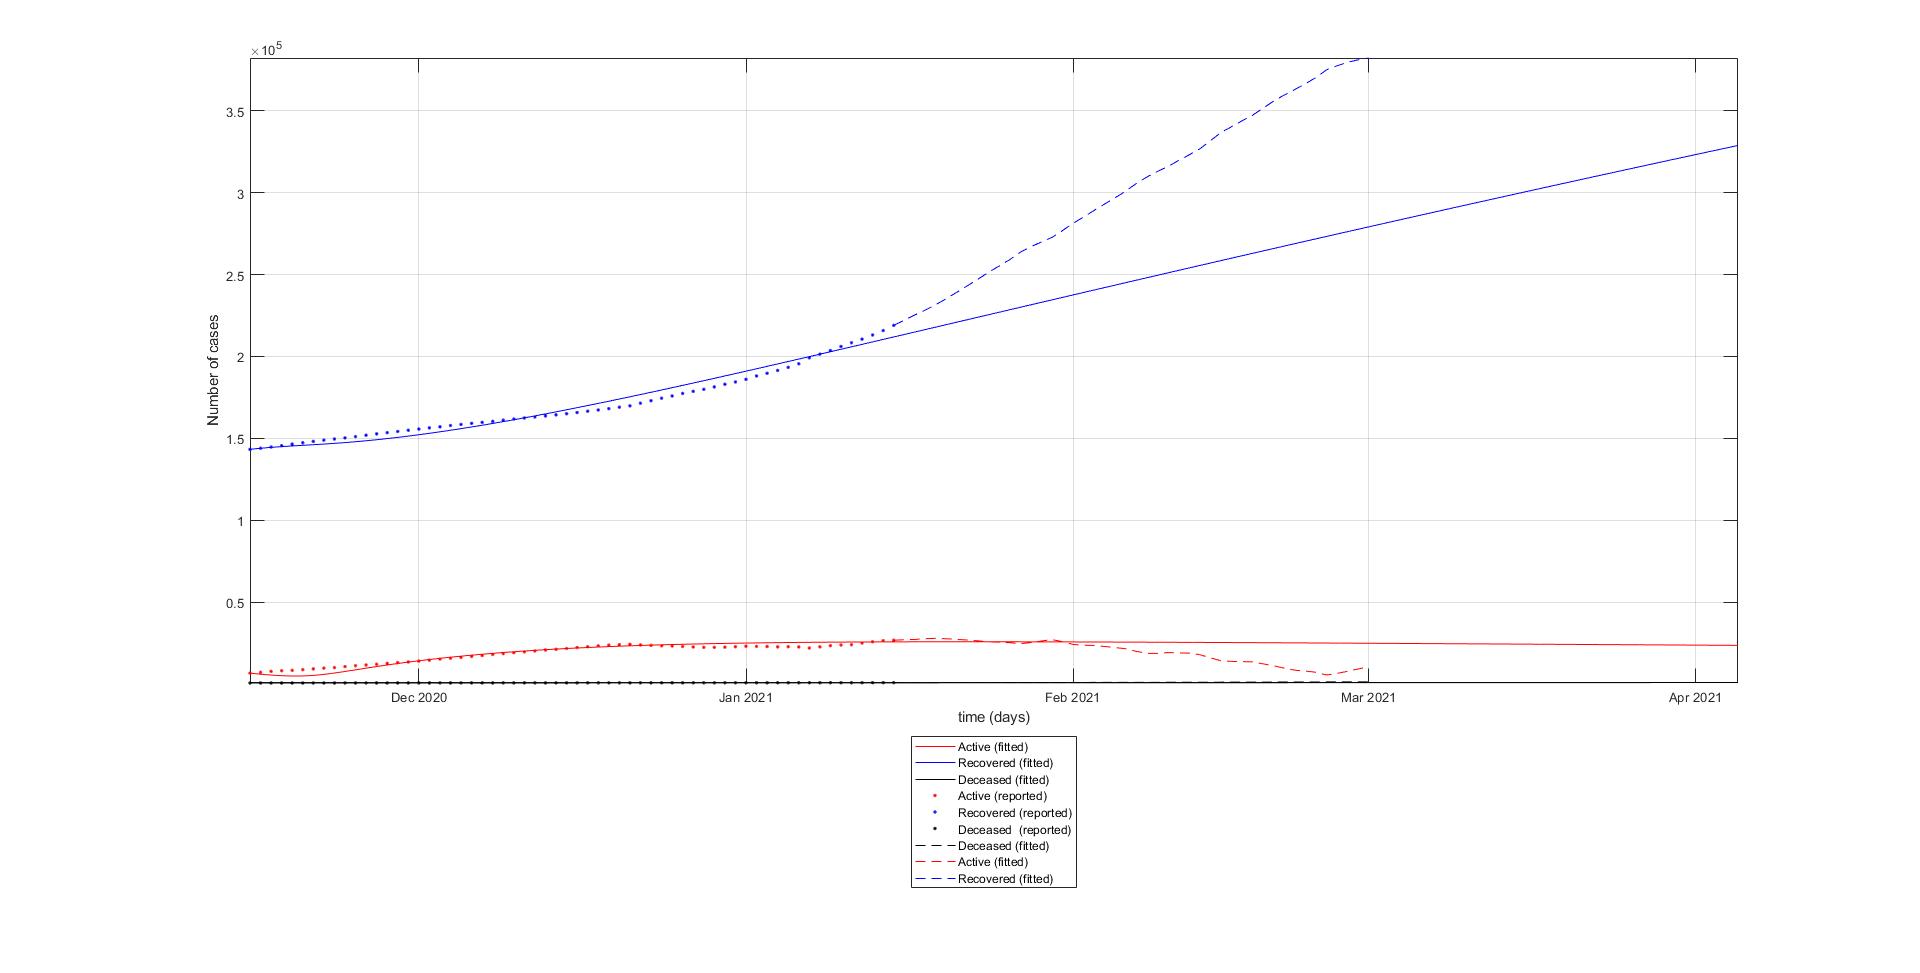 ×10^5
3.5
3
2.5
2
1.5
1
0.5
Number of cases
Dec 2020 Jan 2021 Feb 2021 Mar 2021 Apr 2021
time (days)
Active (fitted)
Recovered (fitted)
Deceased (fitted)
Active (reported)
Recovered (reported)
Deceased  (reported)
Deceased (fitted)
Active (fitted)
Recovered (fitted)